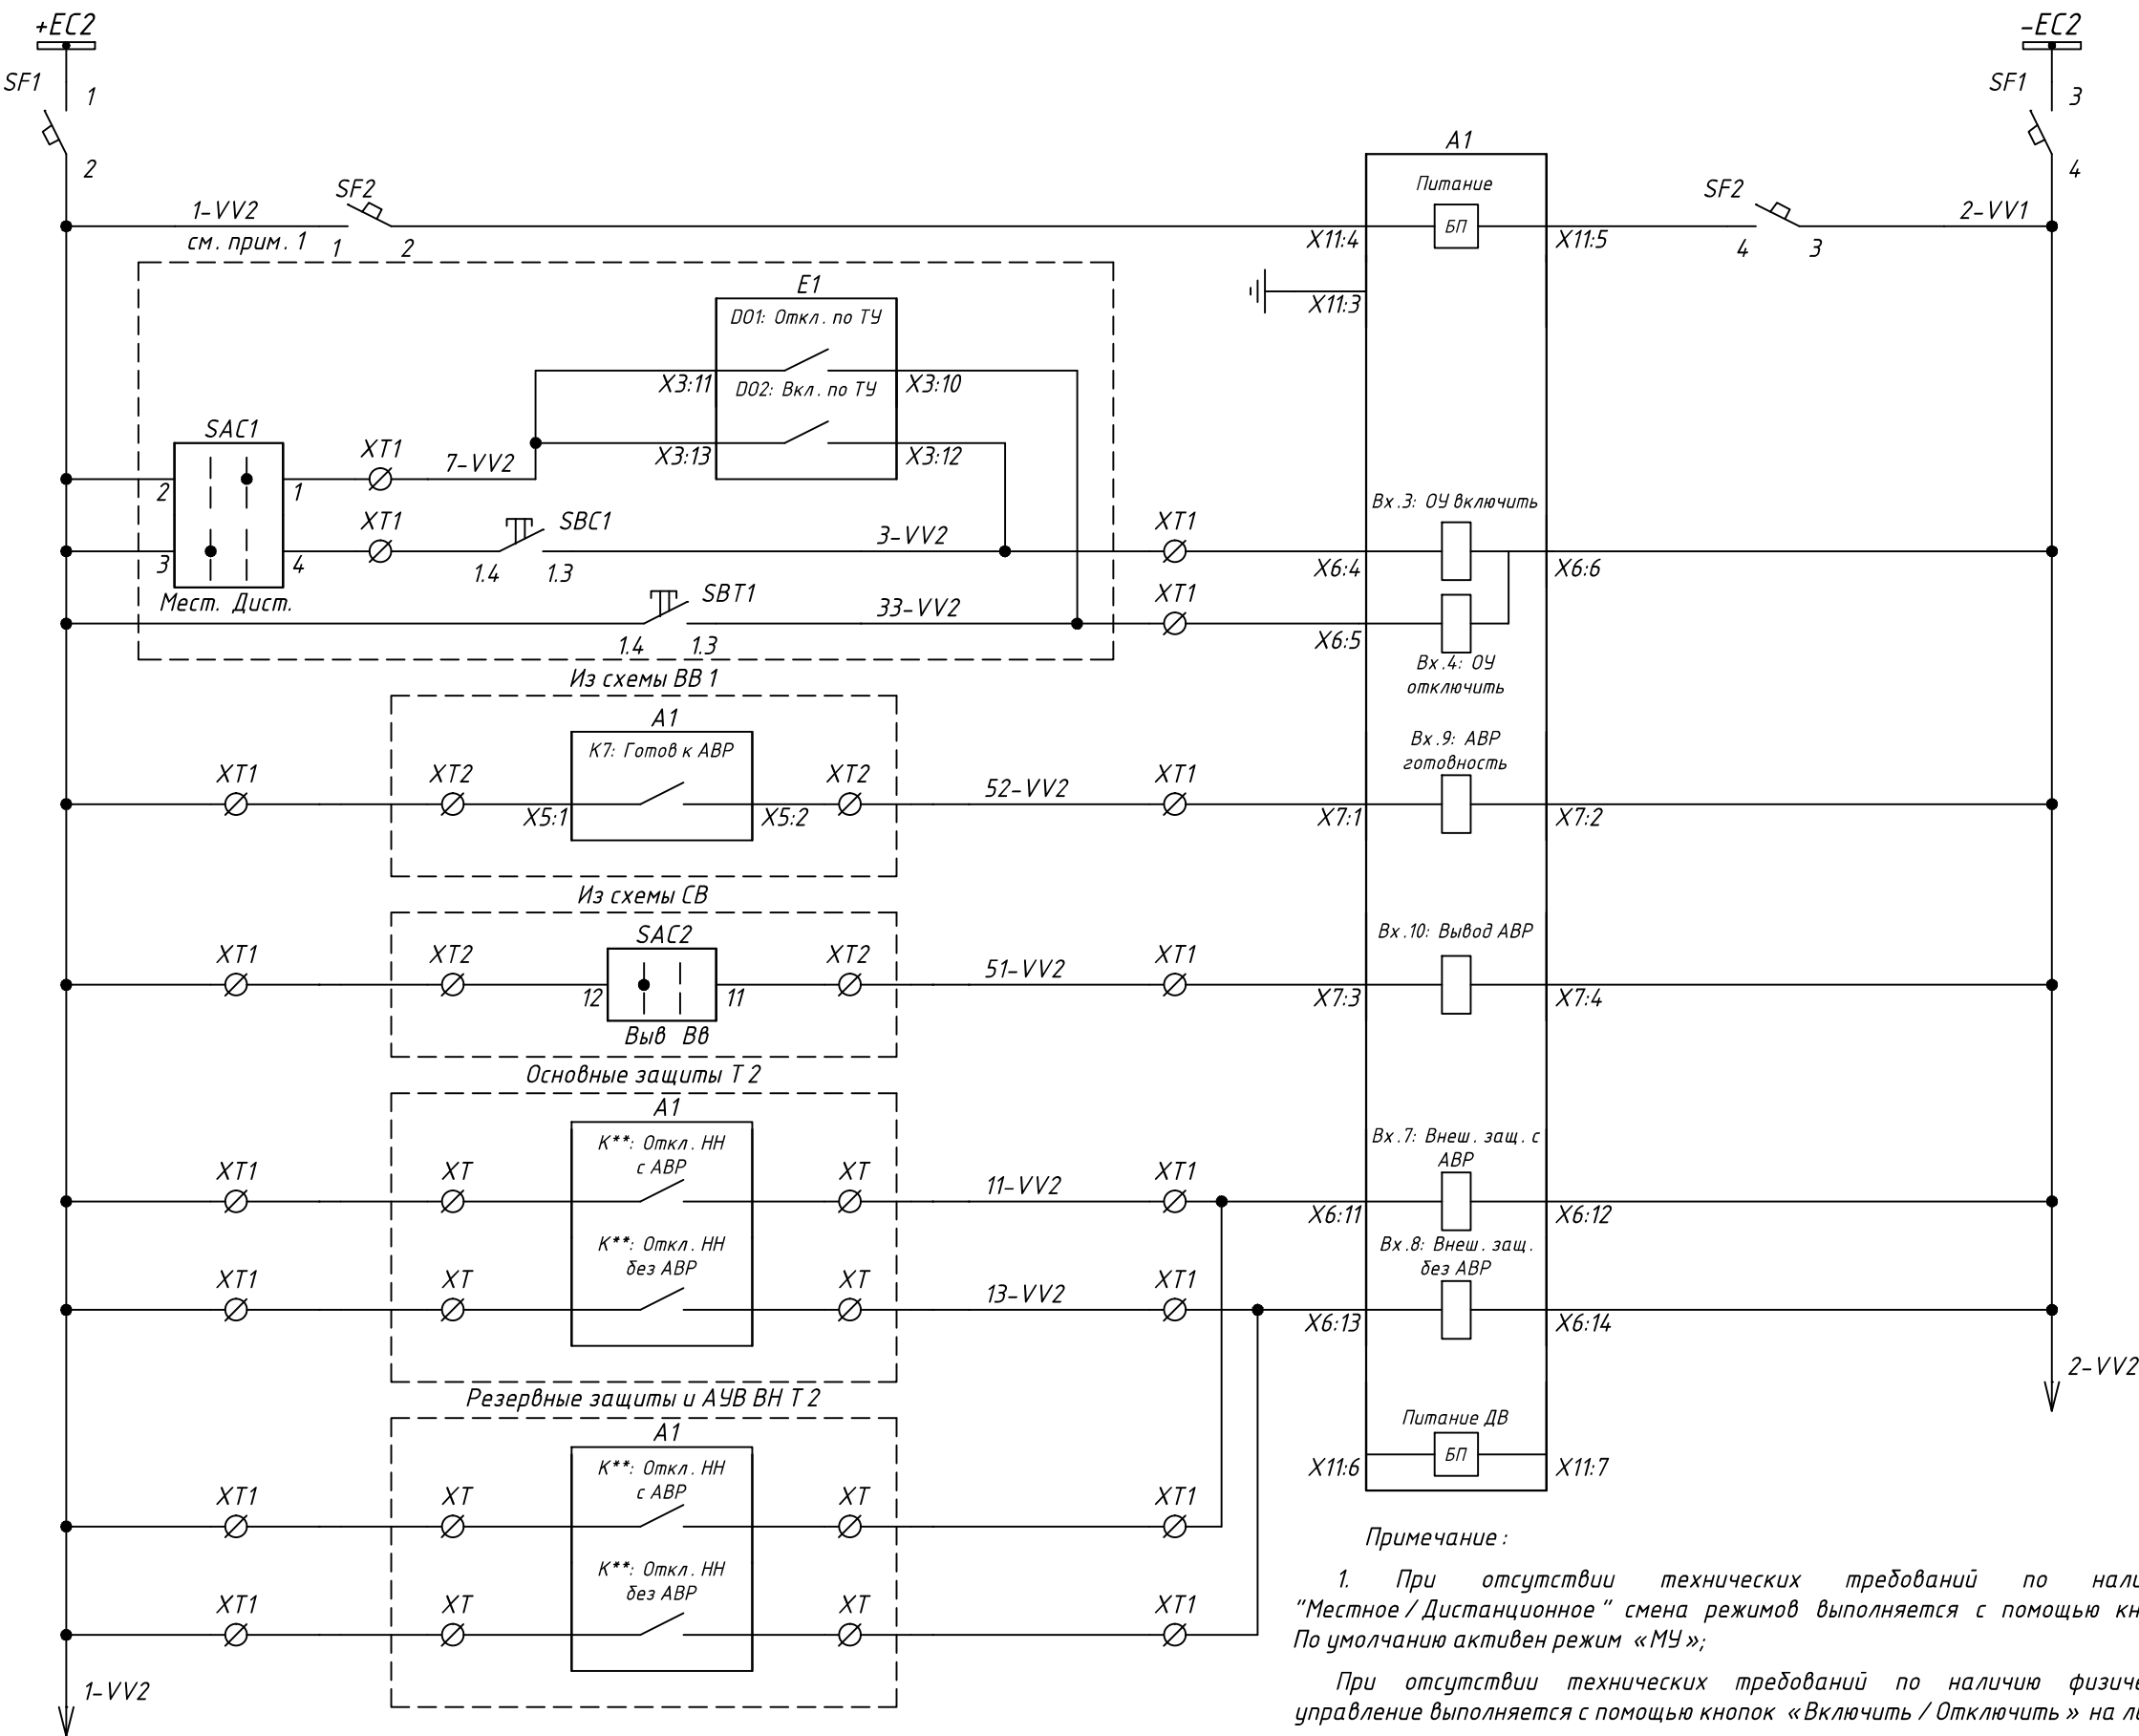 +EC2
-EC2
SF1
1
2
SF1
3
4
1-VV2
см. прим. 1
SF2
1
2
A1
Питание
БП
X11:4
X11:5
SF2
4
3
2-VV1
X11:3
E1
DO1: Откл. по ТУ
X3:11
X3:10
DO2: Вкл. по ТУ
X3:13
X3:12
SAC1
2
1
3
4
Мест. Дист.
XT1
7-VV2
XT1
SBC1
1.4
1.3
3-VV2
XT1
Вх.3: ОУ включить
X6:4
X6:6
SBT1
1.4
1.3
33-VV2
XT1
X6:5
Вх.4: ОУ
отключить
Из схемы ВВ 1
A1
K7: Готов к АВР
XT1
XT2
X5:1
X5:2
XT2
52-VV2
XT1
Вх.9: АВР
готовность
X7:1
X7:2
Из схемы СВ
SAC2
XT1
XT2
12
11
Выв Вв
XT2
51-VV2
XT1
Вх.10: Вывод АВР
X7:3
X7:4
Основные защиты Т 2
A1
K**: Откл. НН
с АВР
XT1
XT
XT
11-VV2
XT1
Вх.7: Внеш. защ. с
АВР
X6:11
X6:12
K**: Откл. НН
без АВР
XT1
XT
XT
13-VV2
XT1
Вх.8: Внеш. защ.
без АВР
X6:13
X6:14
2-VV2
Резервные защиты и АУВ ВН Т 2
A1
K**: Откл. НН
с АВР
XT1
XT
XT
XT1
K**: Откл. НН
без АВР
XT1
XT
XT
XT1
Питание ДВ
БП
X11:6
X11:7
1-VV2
Примечание:
1. При отсутствии технических требований по нали
"Местное / Дистанционное" смена режимов выполняется с помощью кн
По умолчанию активен режим «МУ»;
При отсутствии технических требований по наличию физиче
управление выполняется с помощью кнопок «Включить / Отключить» на ли